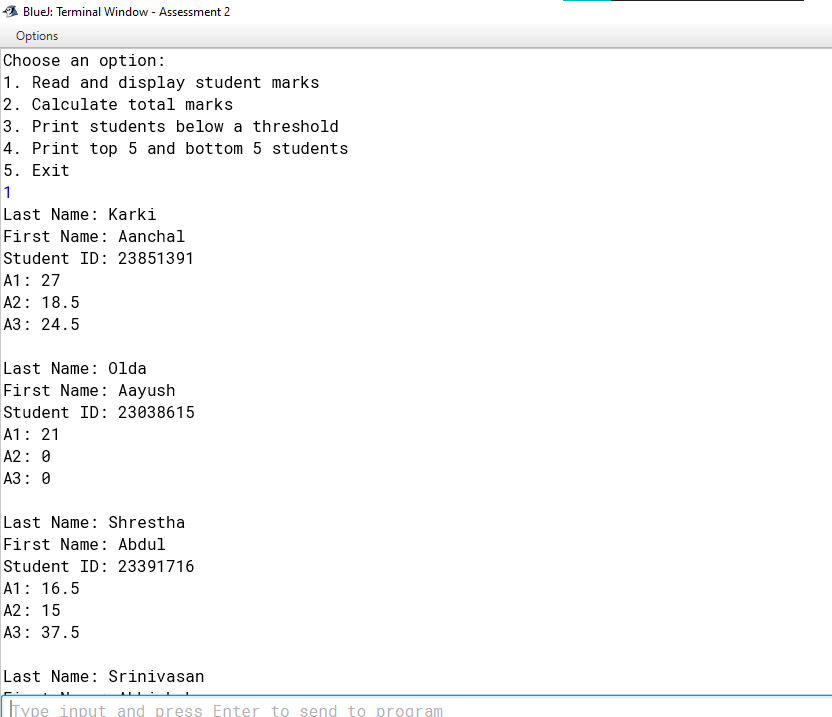 BlueJ: Terminal Window - Assessment 2
Options
Choose an option:
1. Read and display student marks
2. Calculate total marks
3. Print students below a threshold
4. Print top 5 and bottom 5 students
5. Exit
1
Last Name: Karki
First Name: Aanchal
Student ID: 23851391
A1: 27
A2: 18.5
A3: 24.5
Last Name: Olda
First Name: Aayush
Student ID: 23038615
A1: 21
A2: 0
A3: 0
Last Name: Shrestha
First Name: Abdul
Student ID: 23391716
A1: 16.5
A2: 15
A3: 37.5
Last Name: Srinivasan
First Name:
Type input and press Enter to send to program